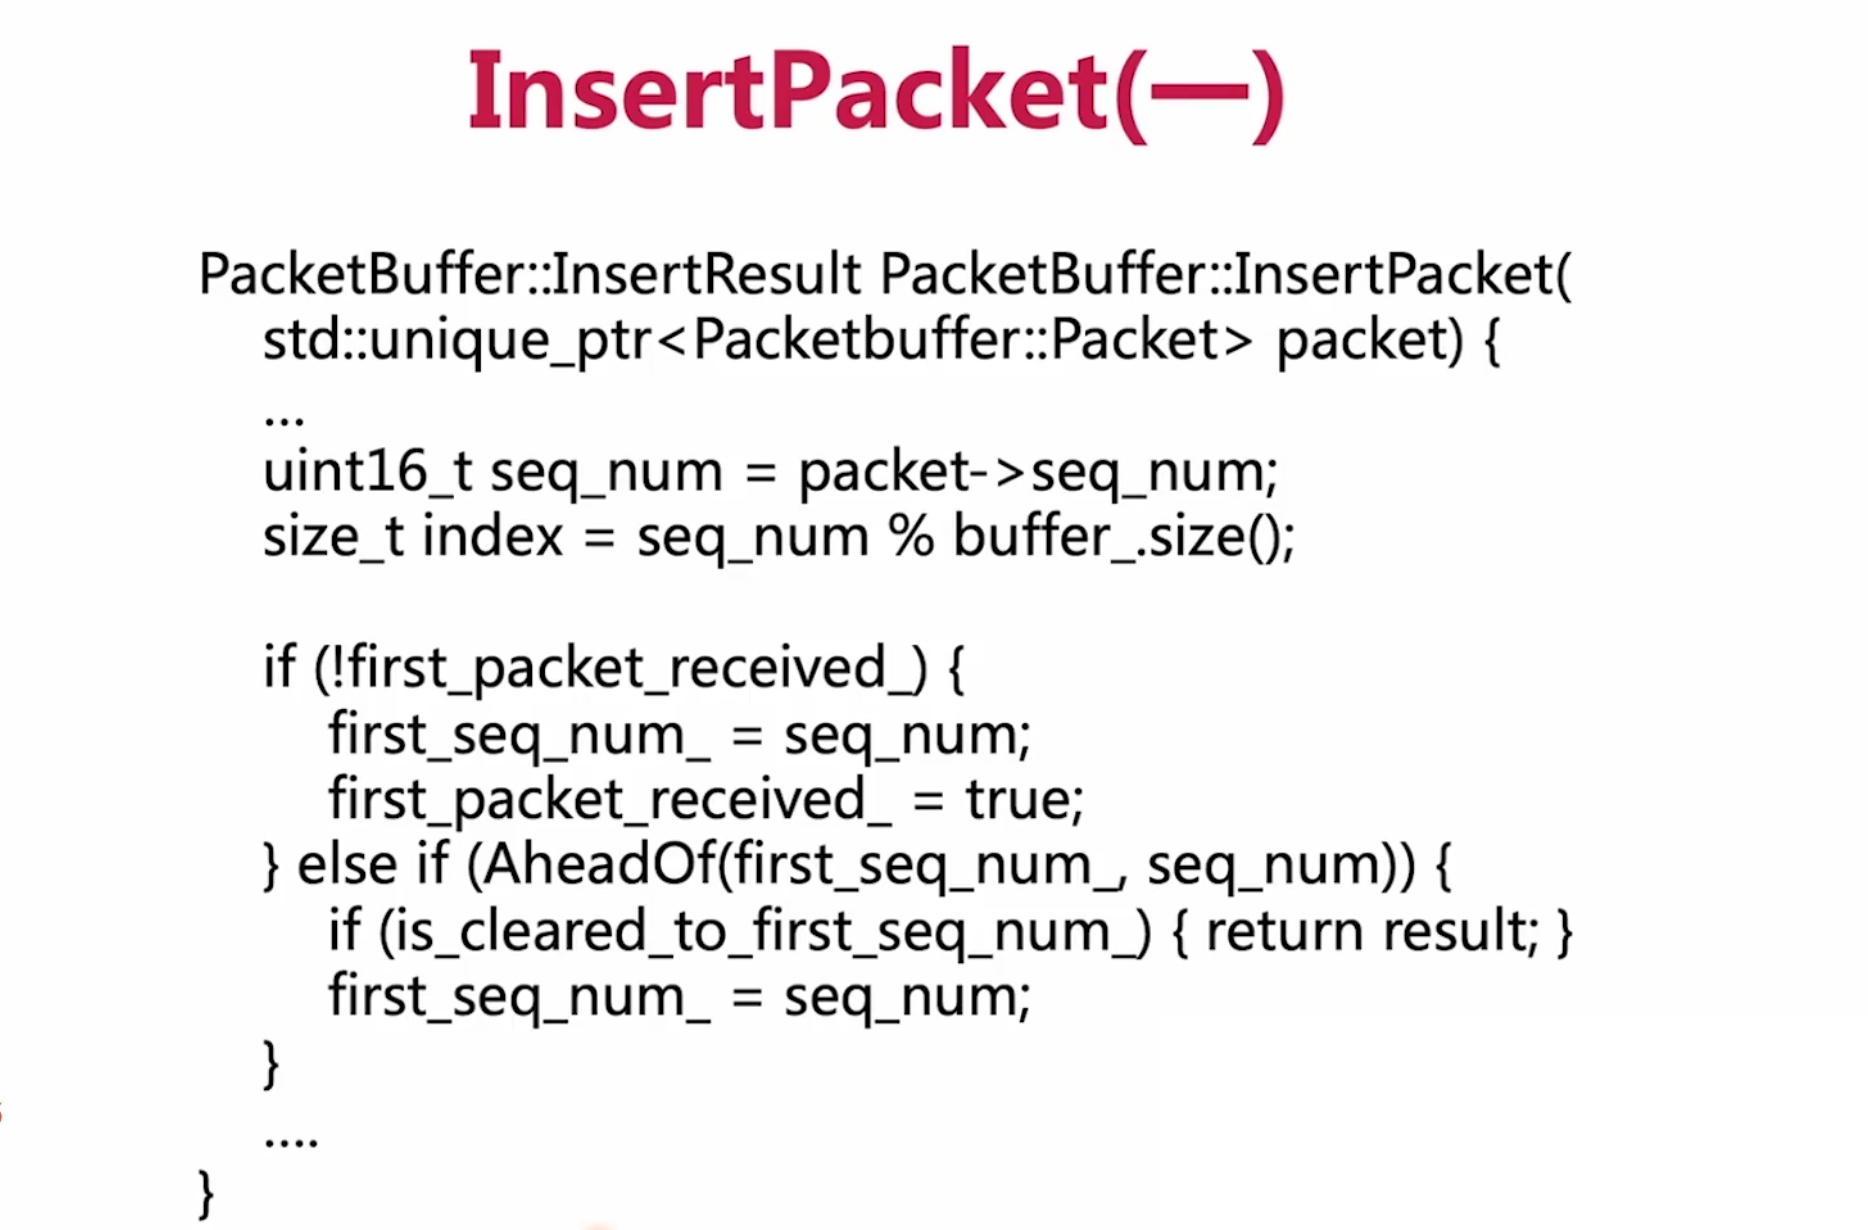 InsertPacket(一)
PacketBuffer::InsertResult PacketBuffer::InsertPacket(
std::unique_ptr<Packetbuffer::Packet> packet) {
...
uint16_t seq_num = packet->seq_num;
size_t index = seq_num % buffer_.size();
if (!first_packet_received_) {
first_seq_num_ = seq_num;
first_packet_received_ = true;
} else if (AheadOf(first_seq_num_, seq_num)) {
if (is_cleared_to_first_seq_num_) { return result; }
first_seq_num_ = seq_num;
}
....
}